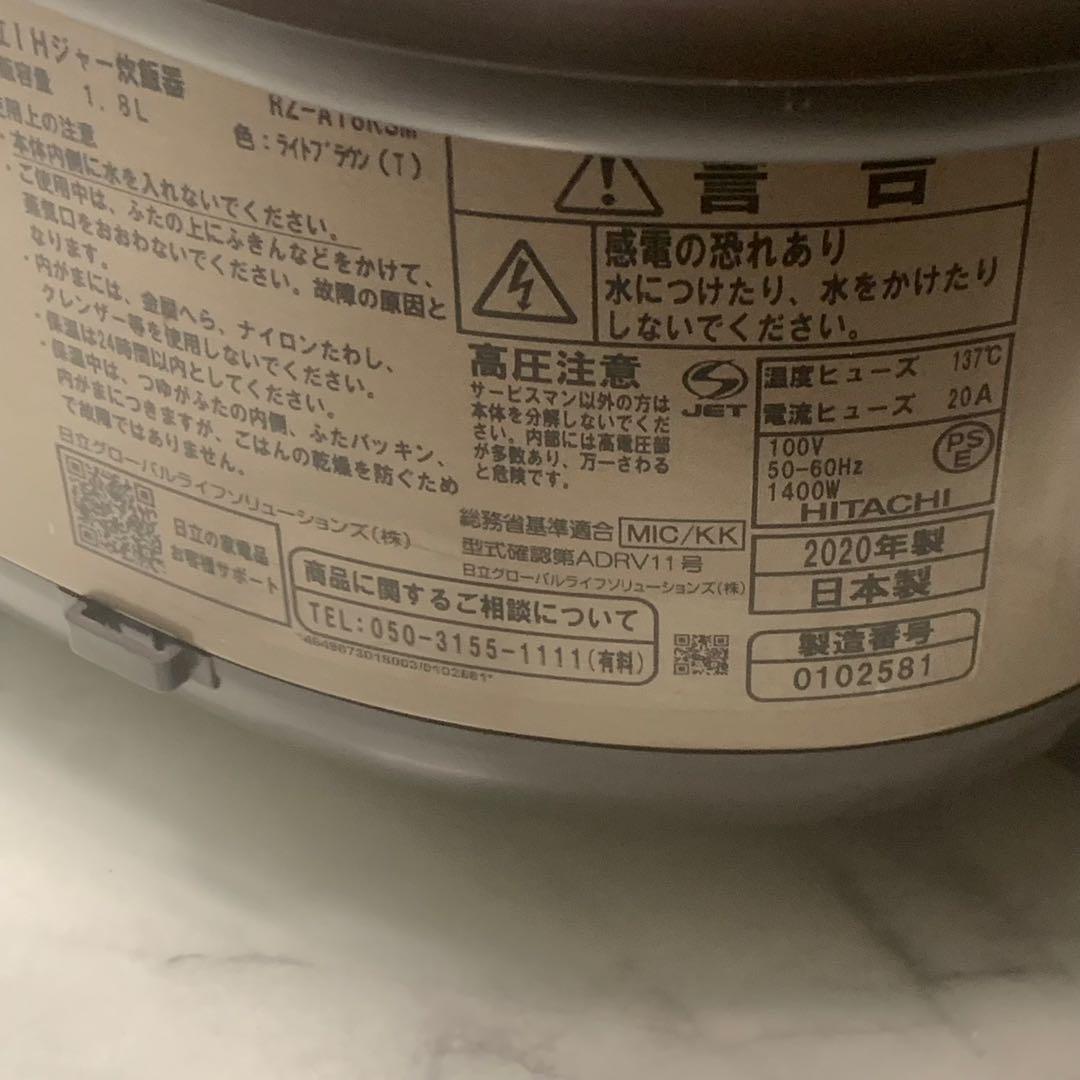 IHジャー炊飯器
容量 1.8L
色:ライトブラウン(T)
使用上の注意
・本体内側に水を入れないでください。
・ご使用中は、ふたの上にふきんなどをかけて、
蒸気口をおおわないでください。故障の原因と
なります。
・内がまには、金属へら、ナイロンたわし、
クレンザー等を使用しないでください。
・保温は24時間以内としてください。
・保温中は、つゆがふたの内側、ふたパッキン、
内がまにつきますが、ごはんの乾燥を防ぐため
で故障ではありません。
日立グローバルライフソリューションズ(株)
日立の家電品
お客様サポート
感電の恐れあり
水につけたり、水をかけたり
しないでください。
高圧注意
サービスマン以外の方は
本体を分解しないでくだ
さい。内部には高電圧部
が多数あり、万一さわる
と危険です。
JET
温度ヒューズ 137℃
電流ヒューズ 20A
100V
50-60Hz
1400W
PS
E
HITACHI
総務省基準適合 MIC/KK
型式確認第ADRV11号
日立グローバルライフソリューションズ(株)
2020年製
日本製
商品に関するご相談について
TEL:050-3155-1111(有料)
製造番号
0102581